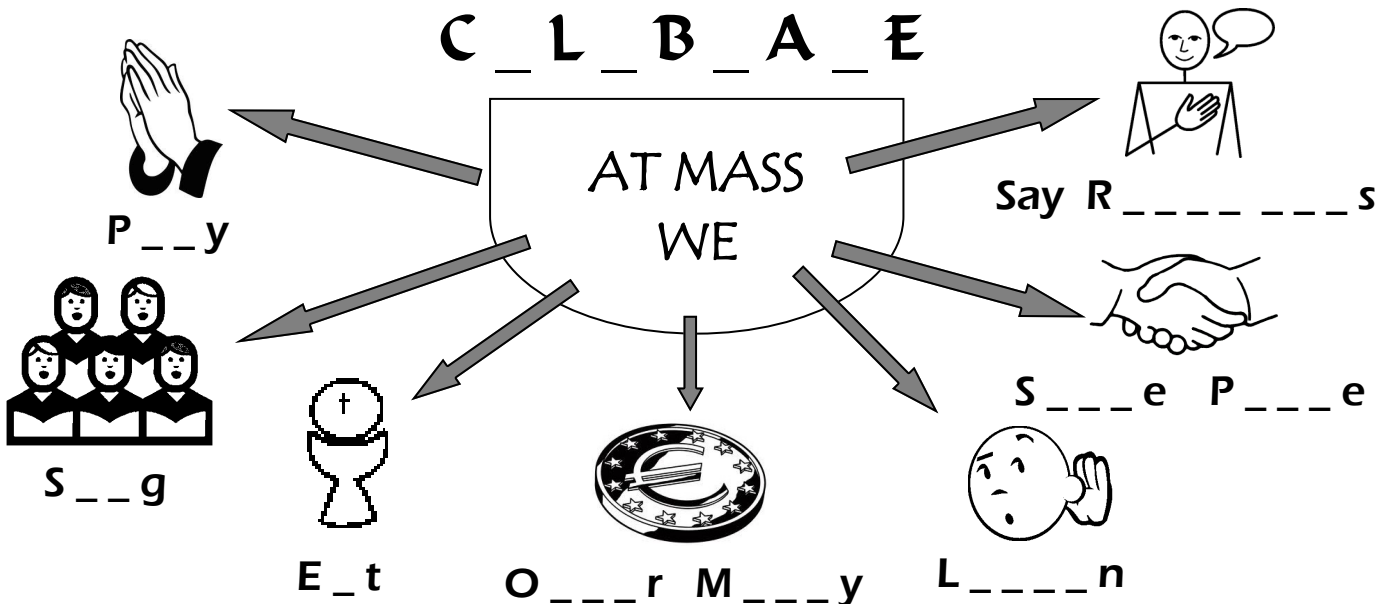 C _ L _ B _ A _ E
AT MASS
WE
P _ _ y
S _ _ g
E _ t
O _ _ _ r M _ _ _ y
L _ _ _ _ n
S _ _ _ e P _ _ _ e
Say R _ _ _ _ _ _ _ s